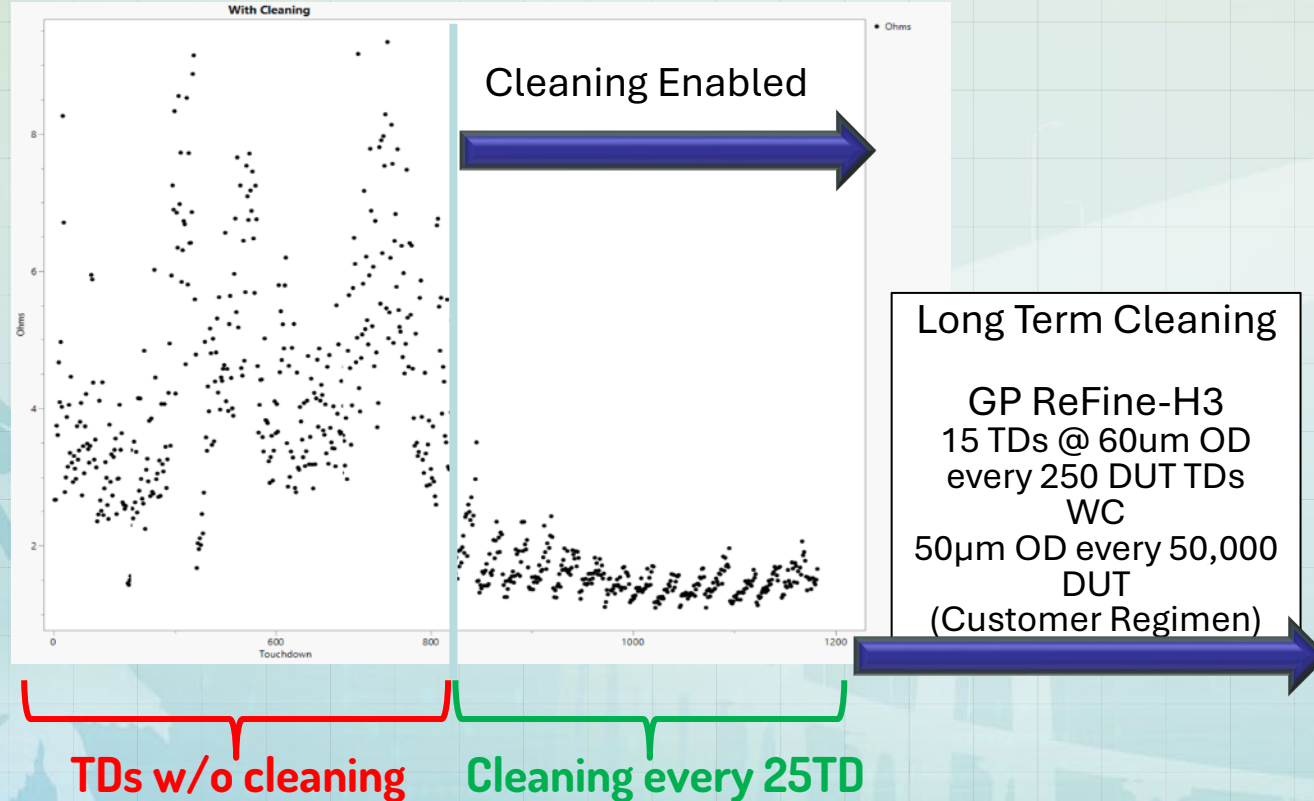 With Cleaning
Ohms
Cleaning Enabled
8
6
4
2
Ohms
0
600
800
1000
1200
Touchdown
Long Term Cleaning
GP ReFine-H3
15 TDs @ 60um OD
every 250 DUT TDs
WC
50µm OD every 50,000
DUT
(Customer Regimen)
TDs w/o cleaning
Cleaning every 25TD